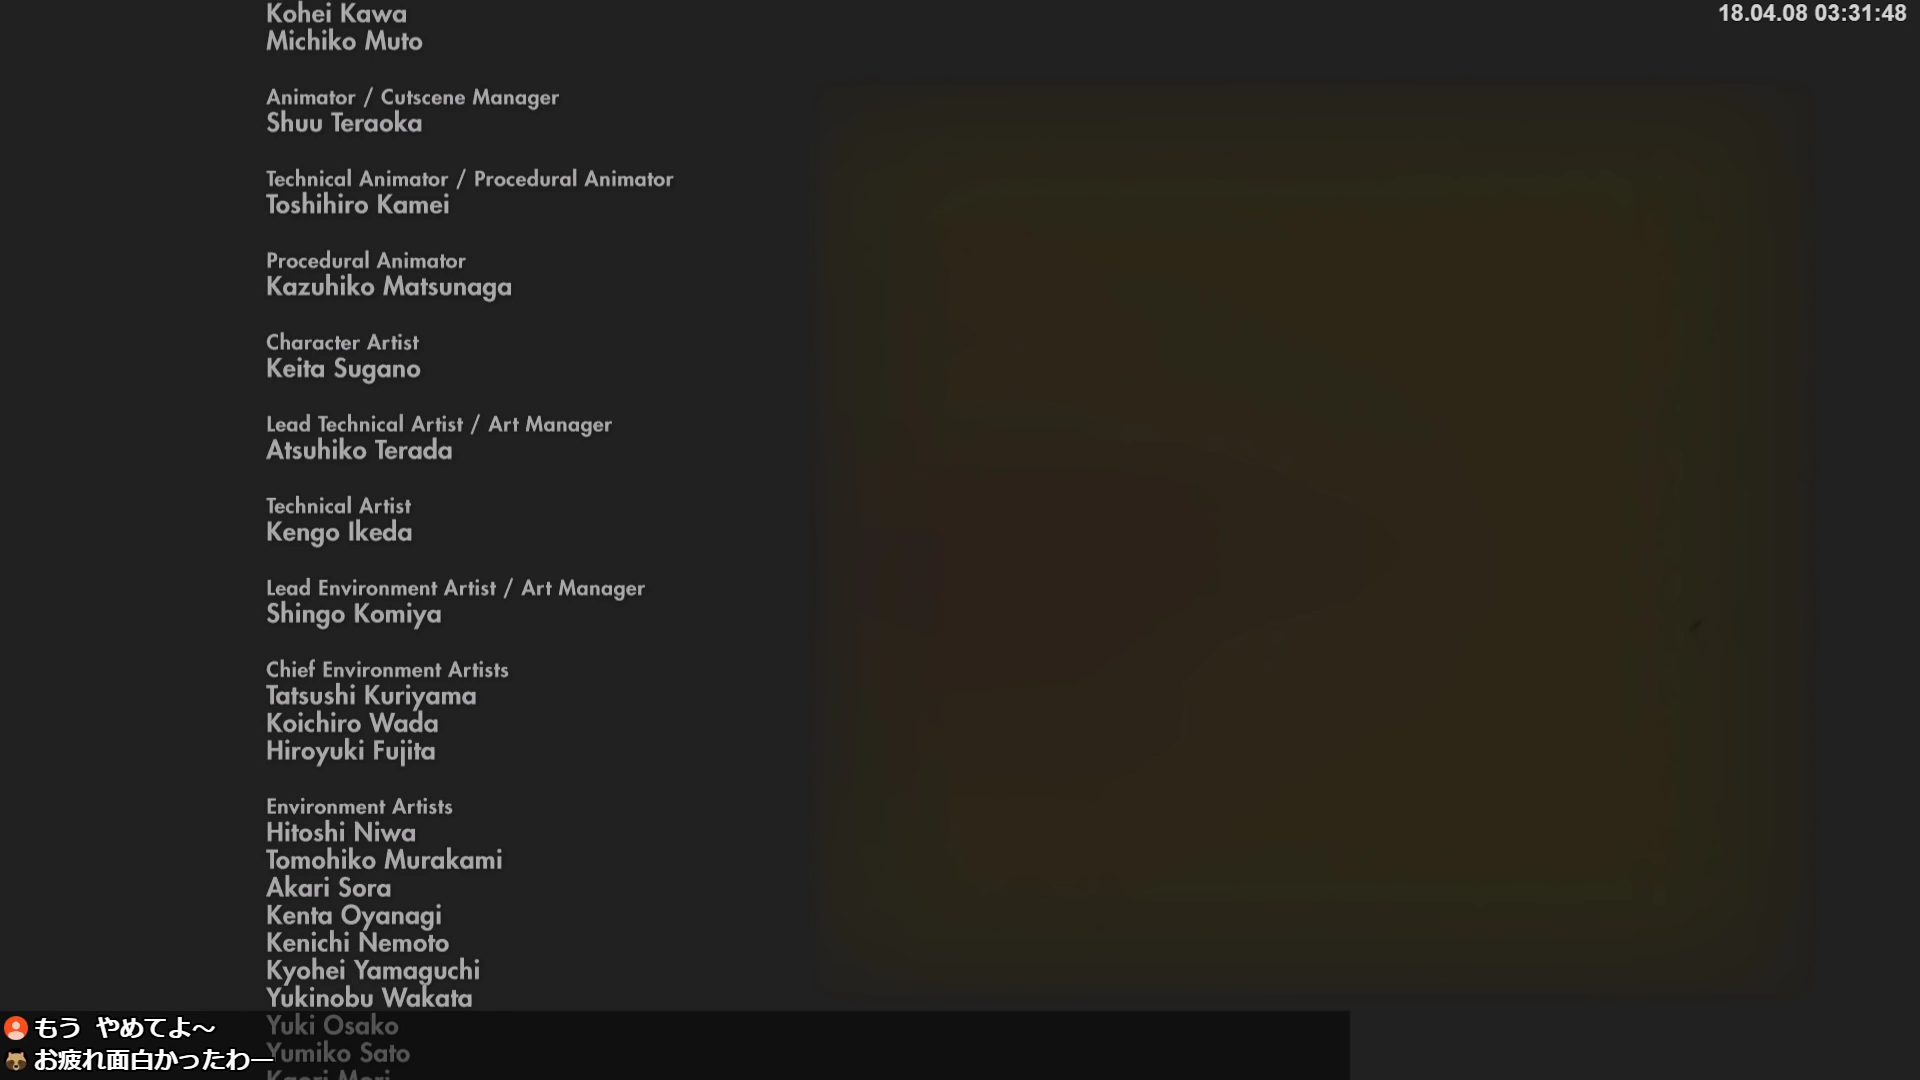 18.04.08 03:31:48
Kohei Kawa
Michiko Muto
Animator / Cutscene Manager
Shuu Teraoka
Technical Animator / Procedural Animator
Toshihiro Kamei
Procedural Animator
Kazuhiko Matsunaga
Character Artist
Keita Sugano
Lead Technical Artist / Art Manager
Atsuhiko Terada
Technical Artist
Kengo Ikeda
Lead Environment Artist / Art Manager
Shingo Komiya
Chief Environment Artists
Tatsushi Kuriyama
Koichiro Wada
Hiroyuki Fujita
Environment Artists
Hitoshi Niwa
Tomohiko Murakami
Akari Sora
Kenta Oyanagi
Kenichi Nemoto
Kyohei Yamaguchi
Yukinobu Wakata
Yuki Osako
Yumiko Sato
Kaori Mori
もう やめてよ～
お疲れ面白かったわー